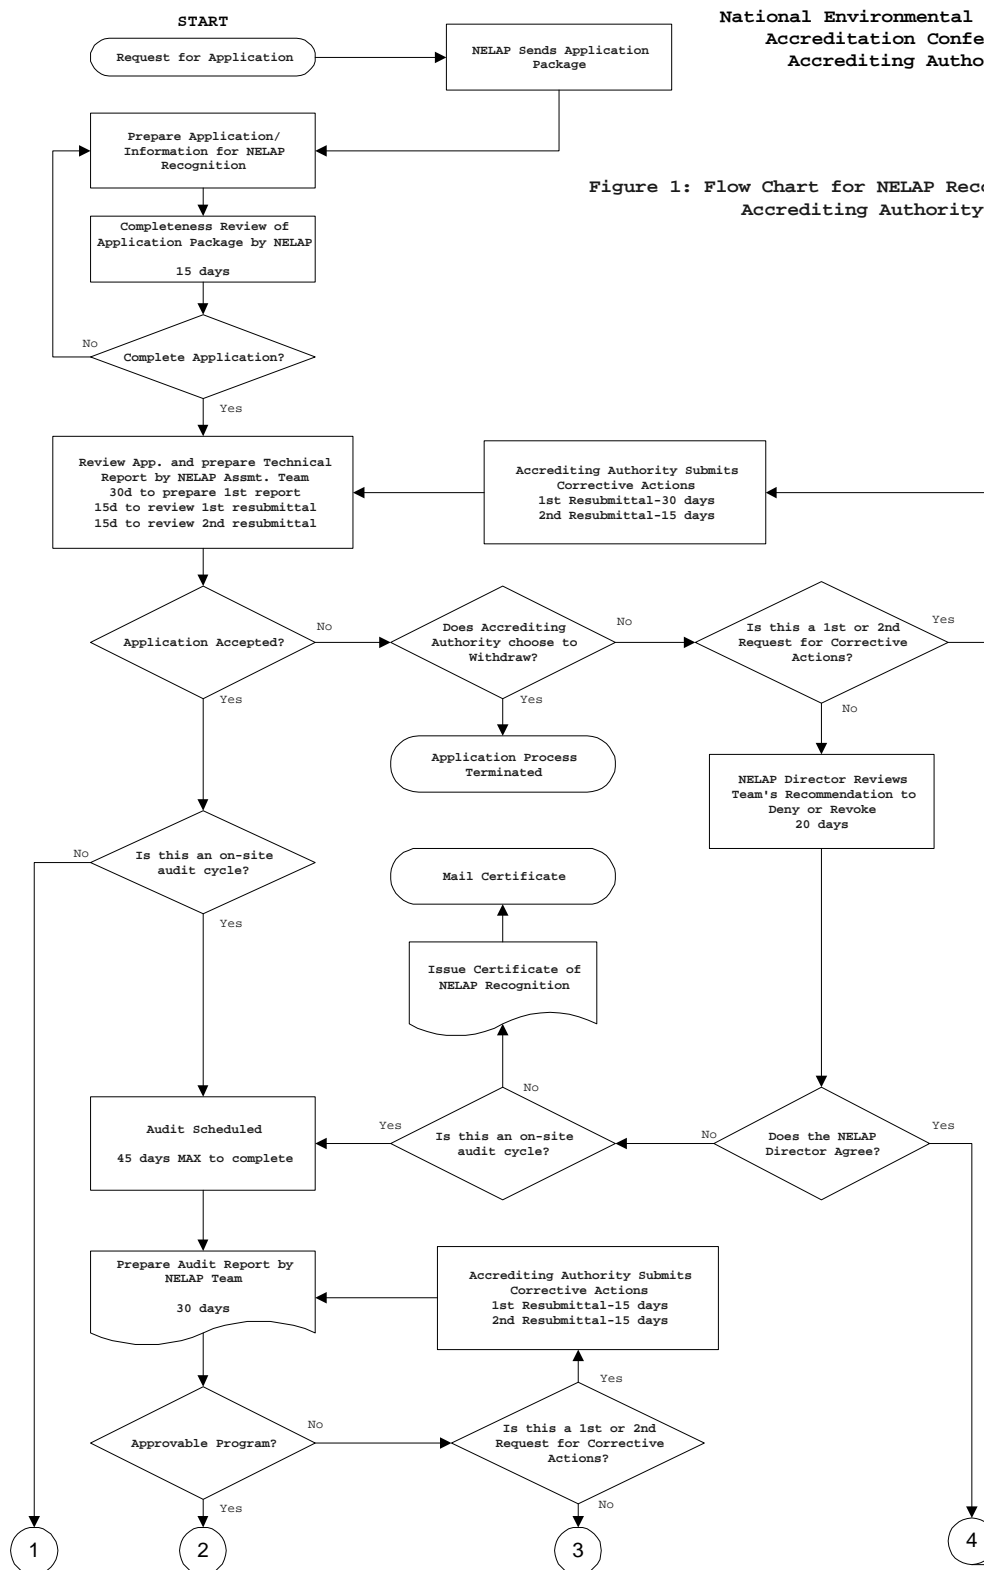 START
National Environmental
Accreditation
Accrediting
Request for Application
NELAP Sends Application
Package
Prepare Application/
Information for NELAP
Recognition
Figure 1: Flow Chart for NELAP
Accrediting Authority
Completeness Review of
Application Package by NELAP
15 days
No
Complete Application?
Yes
Review App. and prepare Technical
Report by NELAP Assmt. Team
30d to prepare 1st report
15d to review 1st resubmittal
15d to review 2nd resubmittal
Accrediting Authority Submits
Corrective Actions
1st Resubmittal-30 days
2nd Resubmittal-15 days
Application Accepted?
No
Yes
Does Accrediting
Authority choose to
Withdraw?
No
Yes
Is this a 1st or 2nd
Request for Corrective
Actions?
Yes
No
Application Process
Terminated
NELAP Director Reviews
Team's Recommendation to
Deny or Revoke
20 days
No
Is this an on-site
audit cycle?
Yes
Mail Certificate
Issue Certificate of
NELAP Recognition
No
Audit Scheduled
45 days MAX to complete
Yes
Is this an on-site
audit cycle?
No
Does the NELAP
Director Agree?
Yes
Prepare Audit Report by
NELAP Team
30 days
Accrediting Authority Submits
Corrective Actions
1st Resubmittal-15 days
2nd Resubmittal-15 days
Yes
Approvable Program?
No
Is this a 1st or 2nd
Request for Corrective
Actions?
Yes
No
1
2
3
4